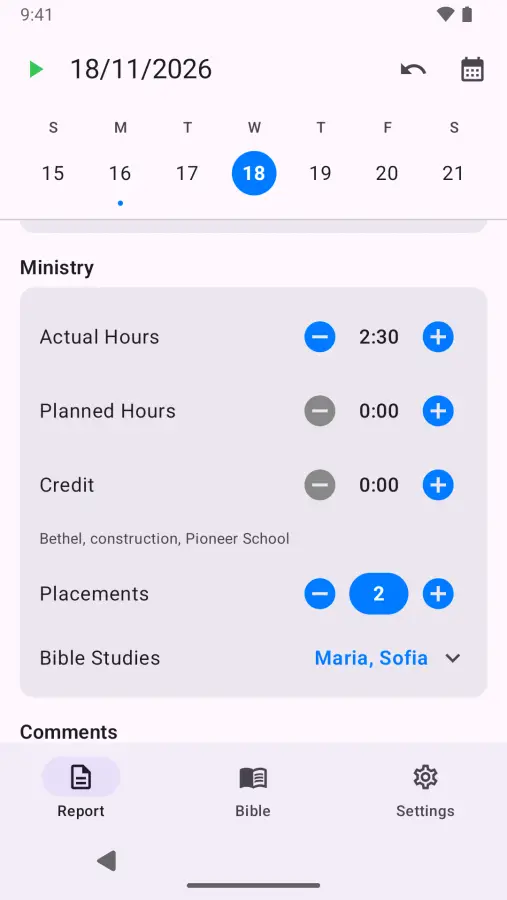 9:41
18/11/2026
S M T W T F S
15 16 17 18 19 20 21
Ministry
Actual Hours 2:30
Planned Hours 0:00
Credit 0:00
Bethel, construction, Pioneer School
Placements 2
Bible Studies Maria, Sofia
Comments
Report Bible Settings